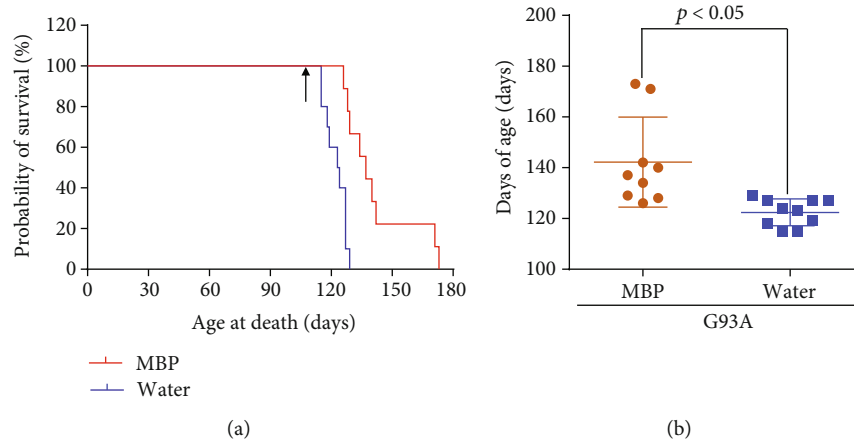 120
100
80
60
40
20
0
Probability of survival (%)
0 30 60 90 120 150 180
Age at death (days)
MBP
Water
(a)
200
180
160
140
120
100
Days of age (days)
p < 0.05
MBP Water
G93A
(b)